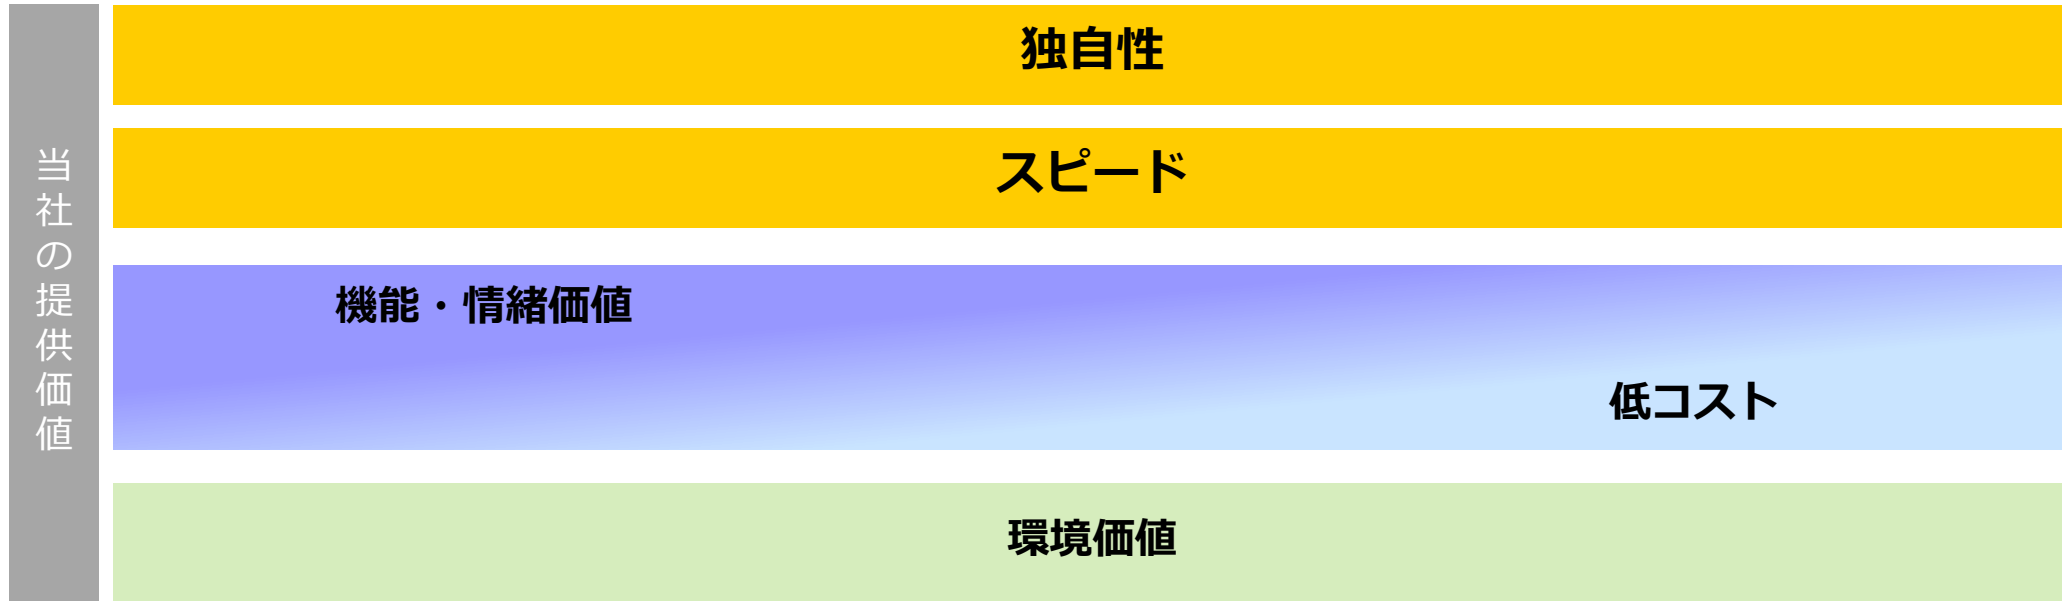 当社の提供価値
独自性
スピード
機能・情緒価値
低コスト
環境価値